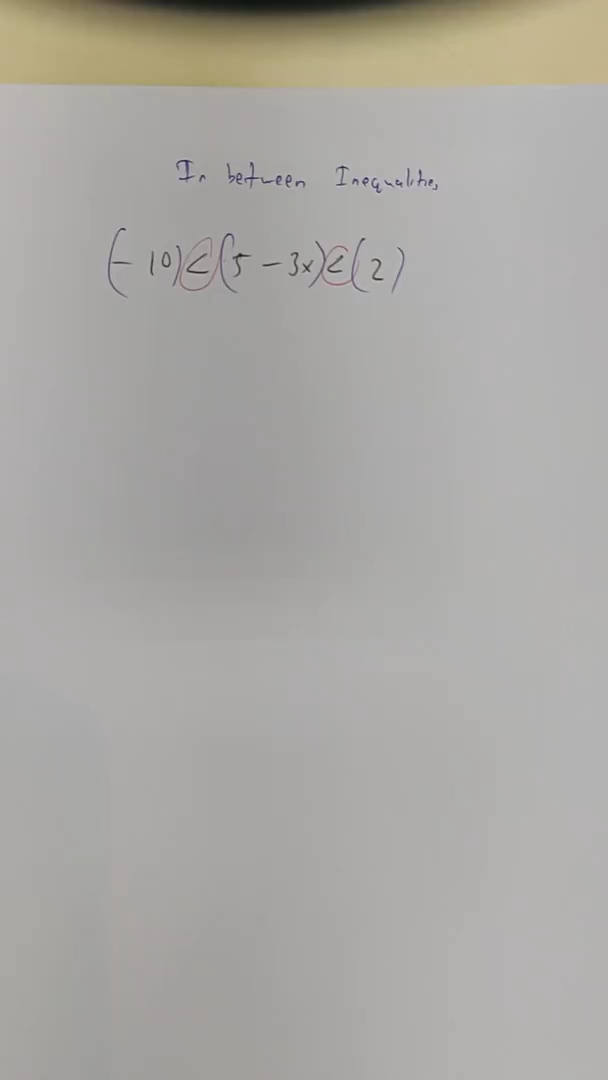 In between Inequalities
(- 10) < (5 - 3x) < (2)